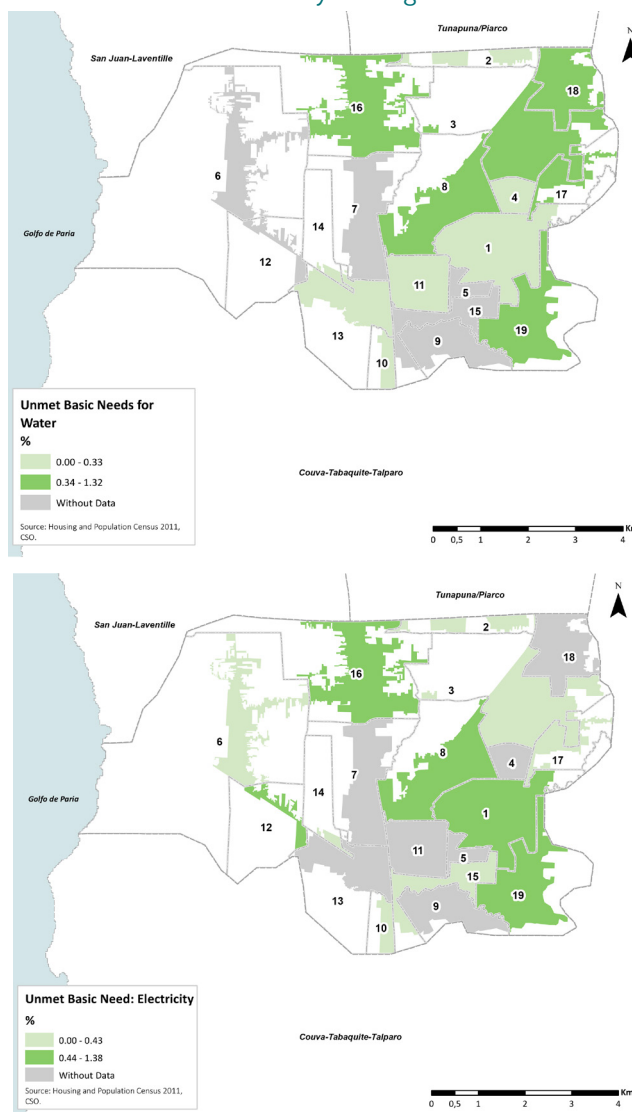 Tunapuna/Piarco
San Juan-Laventille
2
18
16
3
17
8
6
4
7
14
1
12
11
5
15
19
9
13
10
Golfo de Paria
Unmet Basic Needs for
Water
%
0.00 - 0.33
0.34 - 1.32
Without Data
Source: Housing and Population Census 2011,
CSO.
Couva-Tabaquite-Talparo
N
0 0,5 1 2 3 4
Tunapuna/Piarco
San Juan-Laventille
N
2
18
16
3
8
17
6
4
7
14
1
12
11
5
15
19
9
13
10
Golfo de Paria
Unmet Basic Need: Electricity
%
0.00 - 0.43
0.44 - 1.38
Without Data
Source: Housing and Population Census 2011,
CSO.
Couva-Tabaquite-Talparo
0 0,5 1 2 3 4